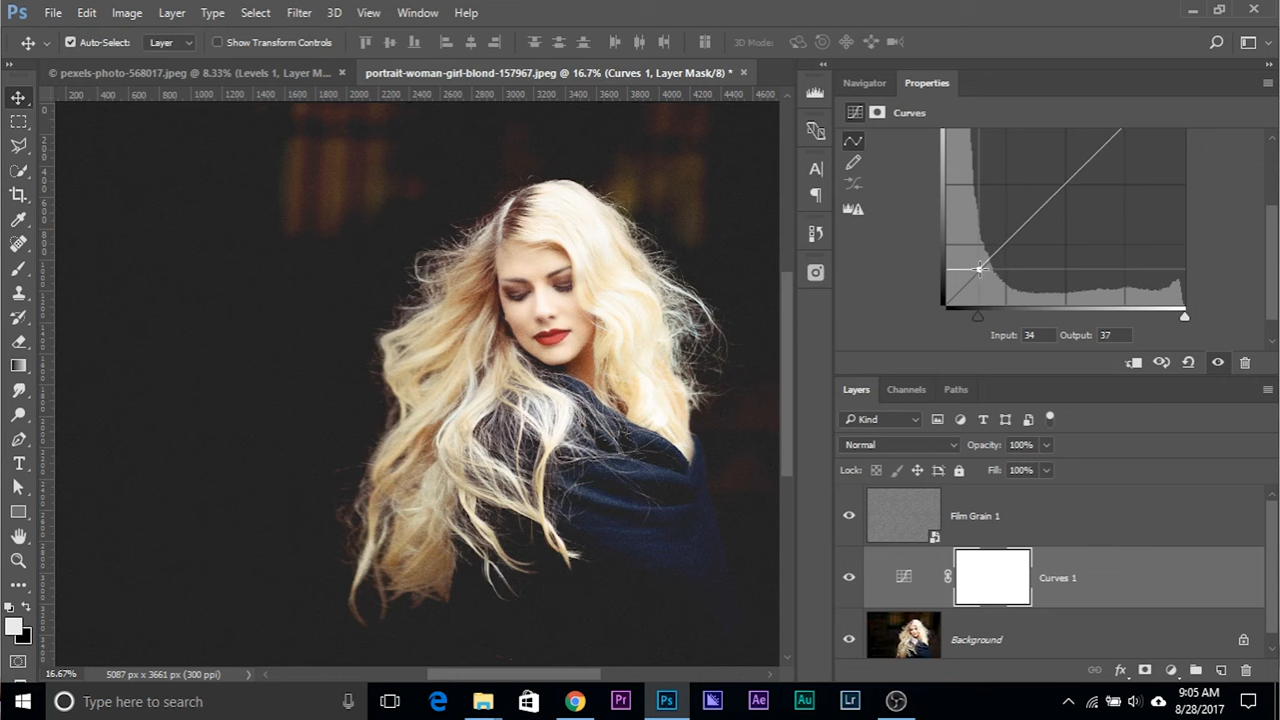 Ps File Edit Image Layer Type Select Filter 3D View Window Help
Auto-Select: Layer Show Transform Controls 3D Mode:
© pexels-photo-568017.jpeg @ 8.33% (Levels 1, Layer M... × portrait-woman-girl-blond-157967.jpeg @ 16.7% (Curves 1, Layer Mask/8) * ×
200 400 600 800 1000 1200 1400 1600 1800 2000 2200 2400 2600 2800 3000 3200 3400 3600 3800 4000 4200 4400 4600
Navigator Properties
Curves
Input: 34 Output: 37
Layers Channels Paths
Kind
Normal Opacity: 100%
Lock: Fill: 100%
Film Grain 1
Curves 1
Background
16.67% 5087 px x 3661 px (300 ppi)
Type here to search
Pr Ps Ae Au Lr
9:05 AM
8/28/2017